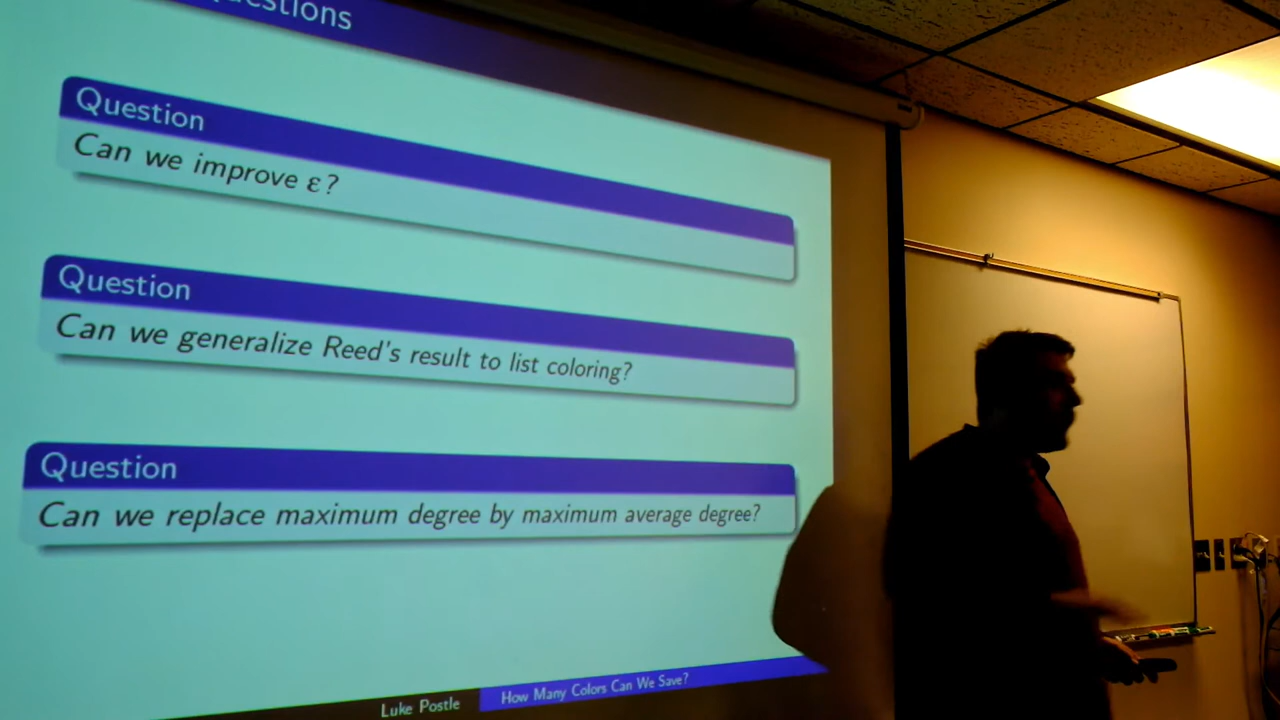 Questions
Question
Can we improve ε?
Question
Can we generalize Reed's result to list coloring?
Question
Can we replace maximum degree by maximum average degree?
Luke Postle
How Many Colors Can We Save?